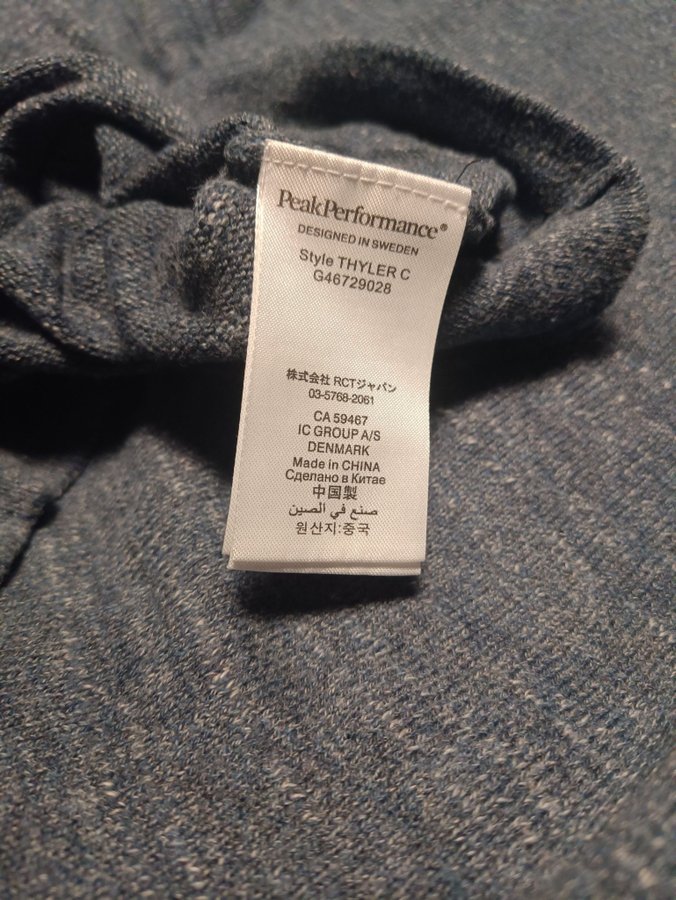 PeakPerformance®
DESIGNED IN SWEDEN
Style THYLER C
G46729028
株式会社 RCTジャパン
03-5768-2061
CA 59467
IC GROUP A/S
DENMARK
Made in CHINA
Сделано в Китае
中国製
صنع في الصين
원산지:중국